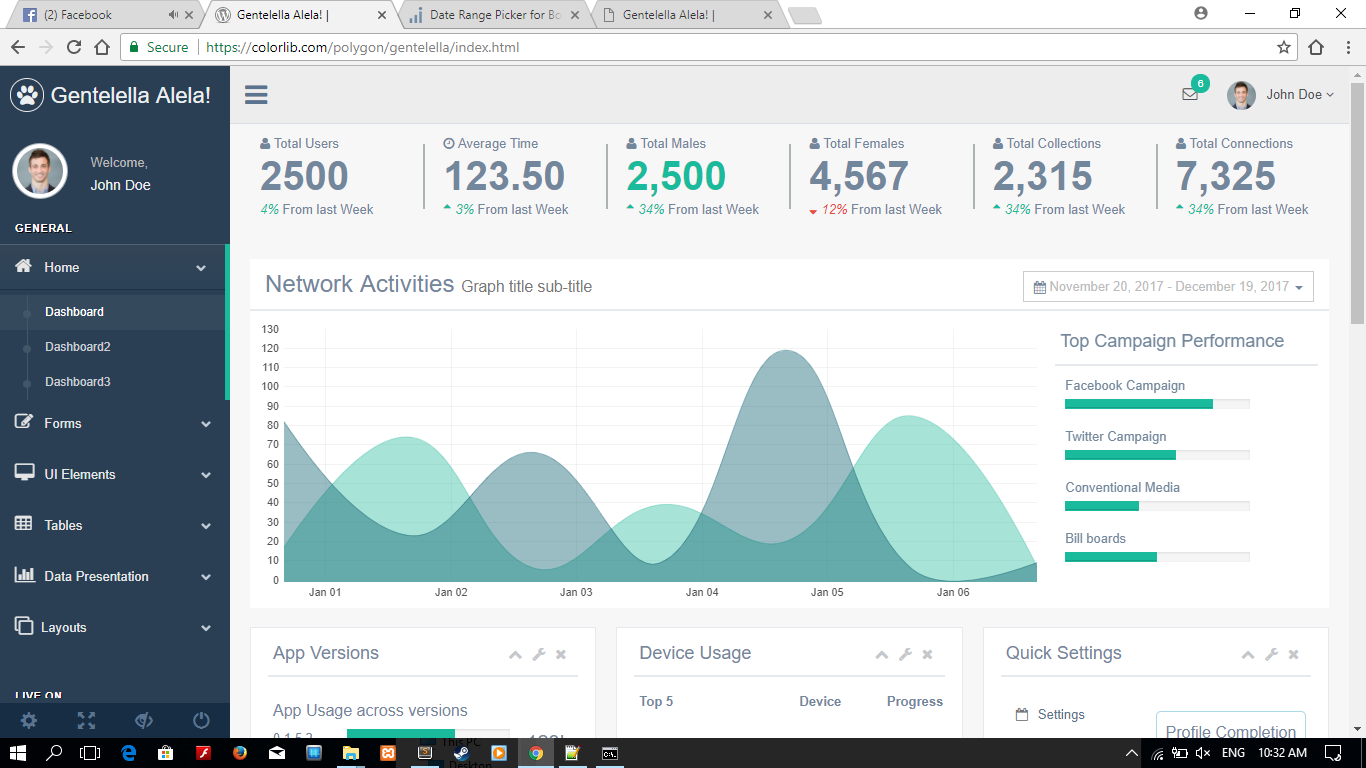 (2) Facebook
Gentelella Alela! |
Date Range Picker for Bo
Gentelella Alela! |
Secure
https://colorlib.com/polygon/gentelella/index.html
Gentelella Alela!
6
John Doe
Welcome,
John Doe
GENERAL
Home
Dashboard
Dashboard2
Dashboard3
Forms
UI Elements
Tables
Data Presentation
Layouts
LIVE ON
Total Users
2500
4% From last Week
Average Time
123.50
3% From last Week
Total Males
2,500
34% From last Week
Total Females
4,567
12% From last Week
Total Collections
2,315
34% From last Week
Total Connections
7,325
34% From last Week
Network Activities Graph title sub-title
November 20, 2017 - December 19, 2017
130
120
110
100
90
80
70
60
50
40
30
20
10
0
Jan 01
Jan 02
Jan 03
Jan 04
Jan 05
Jan 06
Top Campaign Performance
Facebook Campaign
Twitter Campaign
Conventional Media
Bill boards
App Versions
App Usage across versions
0.1.5.2
Device Usage
Top 5
Device
Progress
Quick Settings
Settings
Profile Completion
This PC
Desktop
ENG
10:32 AM